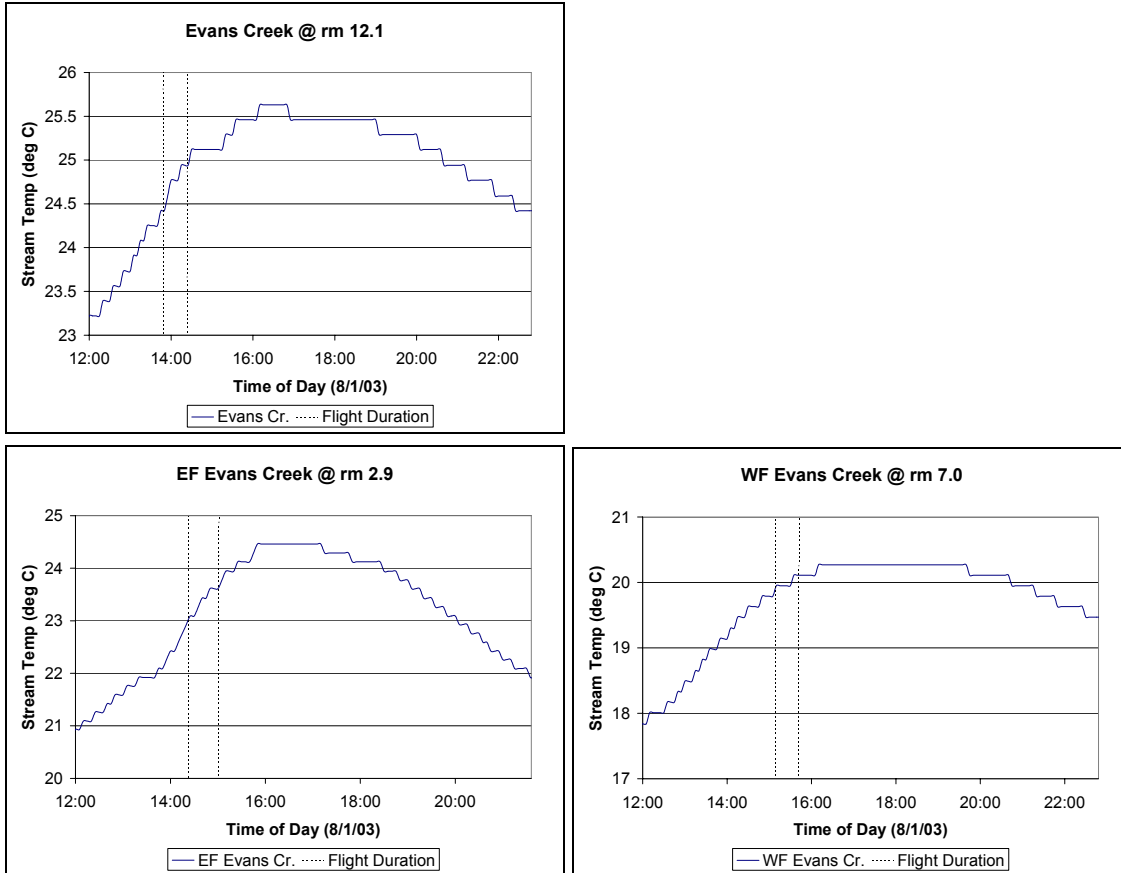 Evans Creek @ rm 12.1
Stream Temp (deg C)
26
25.5
25
24.5
24
23.5
23
12:00 14:00 16:00 18:00 20:00 22:00
Time of Day (8/1/03)
Evans Cr. Flight Duration
EF Evans Creek @ rm 2.9
Stream Temp (deg C)
25
24
23
22
21
20
12:00 14:00 16:00 18:00 20:00
Time of Day (8/1/03)
EF Evans Cr. Flight Duration
WF Evans Creek @ rm 7.0
Stream Temp (deg C)
21
20
19
18
17
12:00 14:00 16:00 18:00 20:00 22:00
Time of Day (8/1/03)
WF Evans Cr. Flight Duration